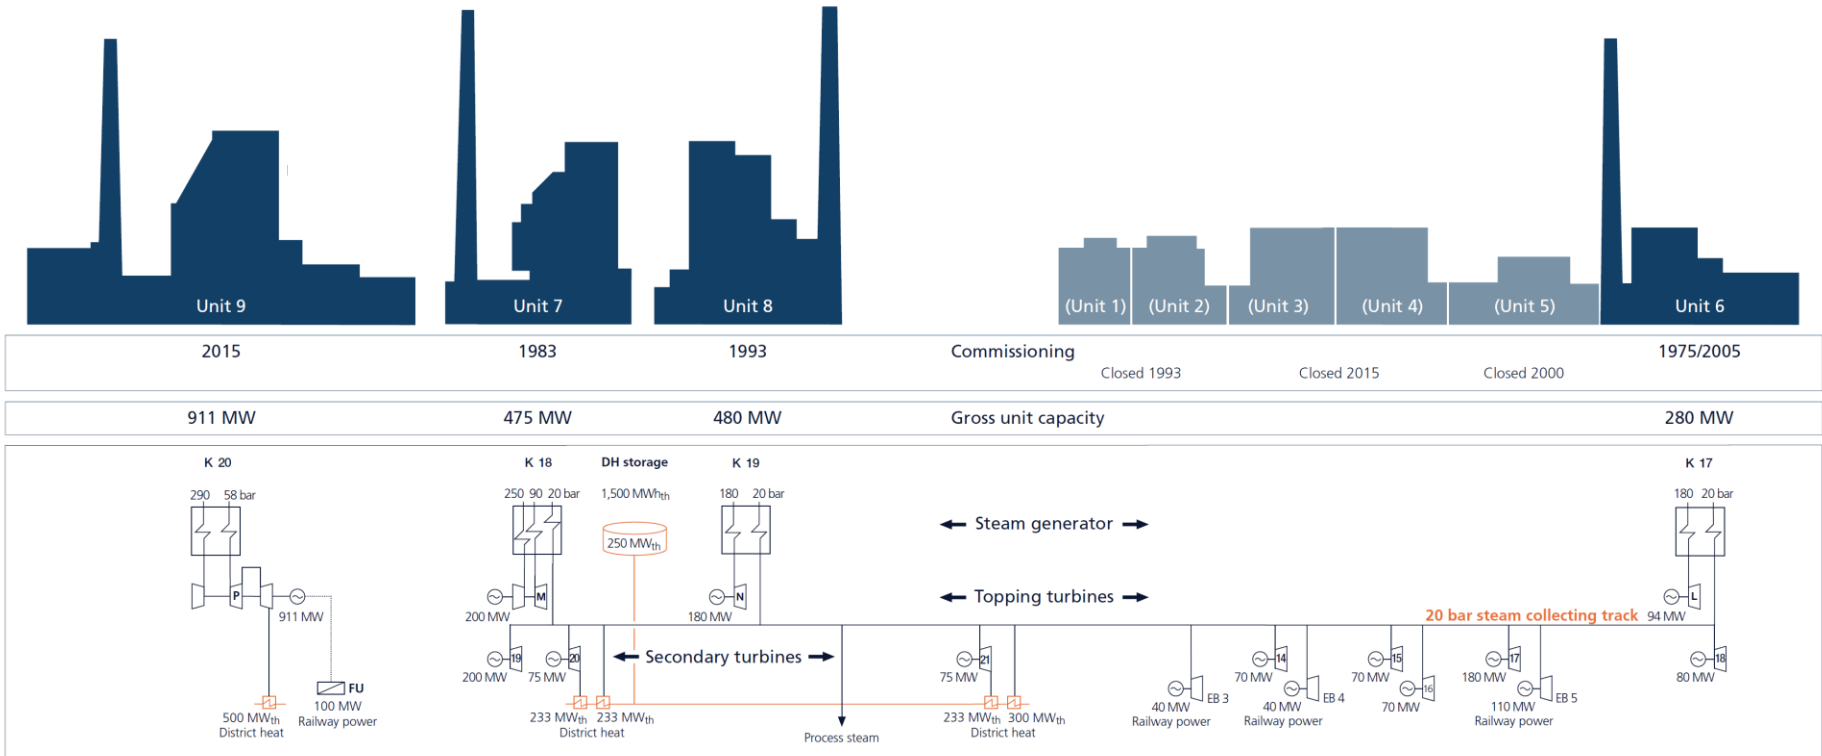 Unit 9
Unit 7
Unit 8
(Unit 1)
(Unit 2)
(Unit 3)
(Unit 4)
(Unit 5)
Unit 6
2015
1983
1993
Commissioning
1975/2005
Closed 1993
Closed 2015
Closed 2000
911 MW
475 MW
480 MW
Gross unit capacity
280 MW
K 20
K 18
DH storage
K 19
K 17
290 58 bar
250 90 20 bar
1,500 MWhth
180 20 bar
180 20 bar
Steam generator
250 MWth
P
M
N
Topping turbines
L
911 MW
200 MW
180 MW
20 bar steam collecting track
94 MW
19
20
Secondary turbines
21
14
15
17
18
200 MW
75 MW
75 MW
70 MW
70 MW
180 MW
80 MW
FU
EB 3
EB 4
16
EB 5
100 MW
Railway power
40 MW
Railway power
40 MW
Railway power
70 MW
110 MW
Railway power
500 MWth
District heat
233 MWth
233 MWth
District heat
Process steam
233 MWth
300 MWth
District heat